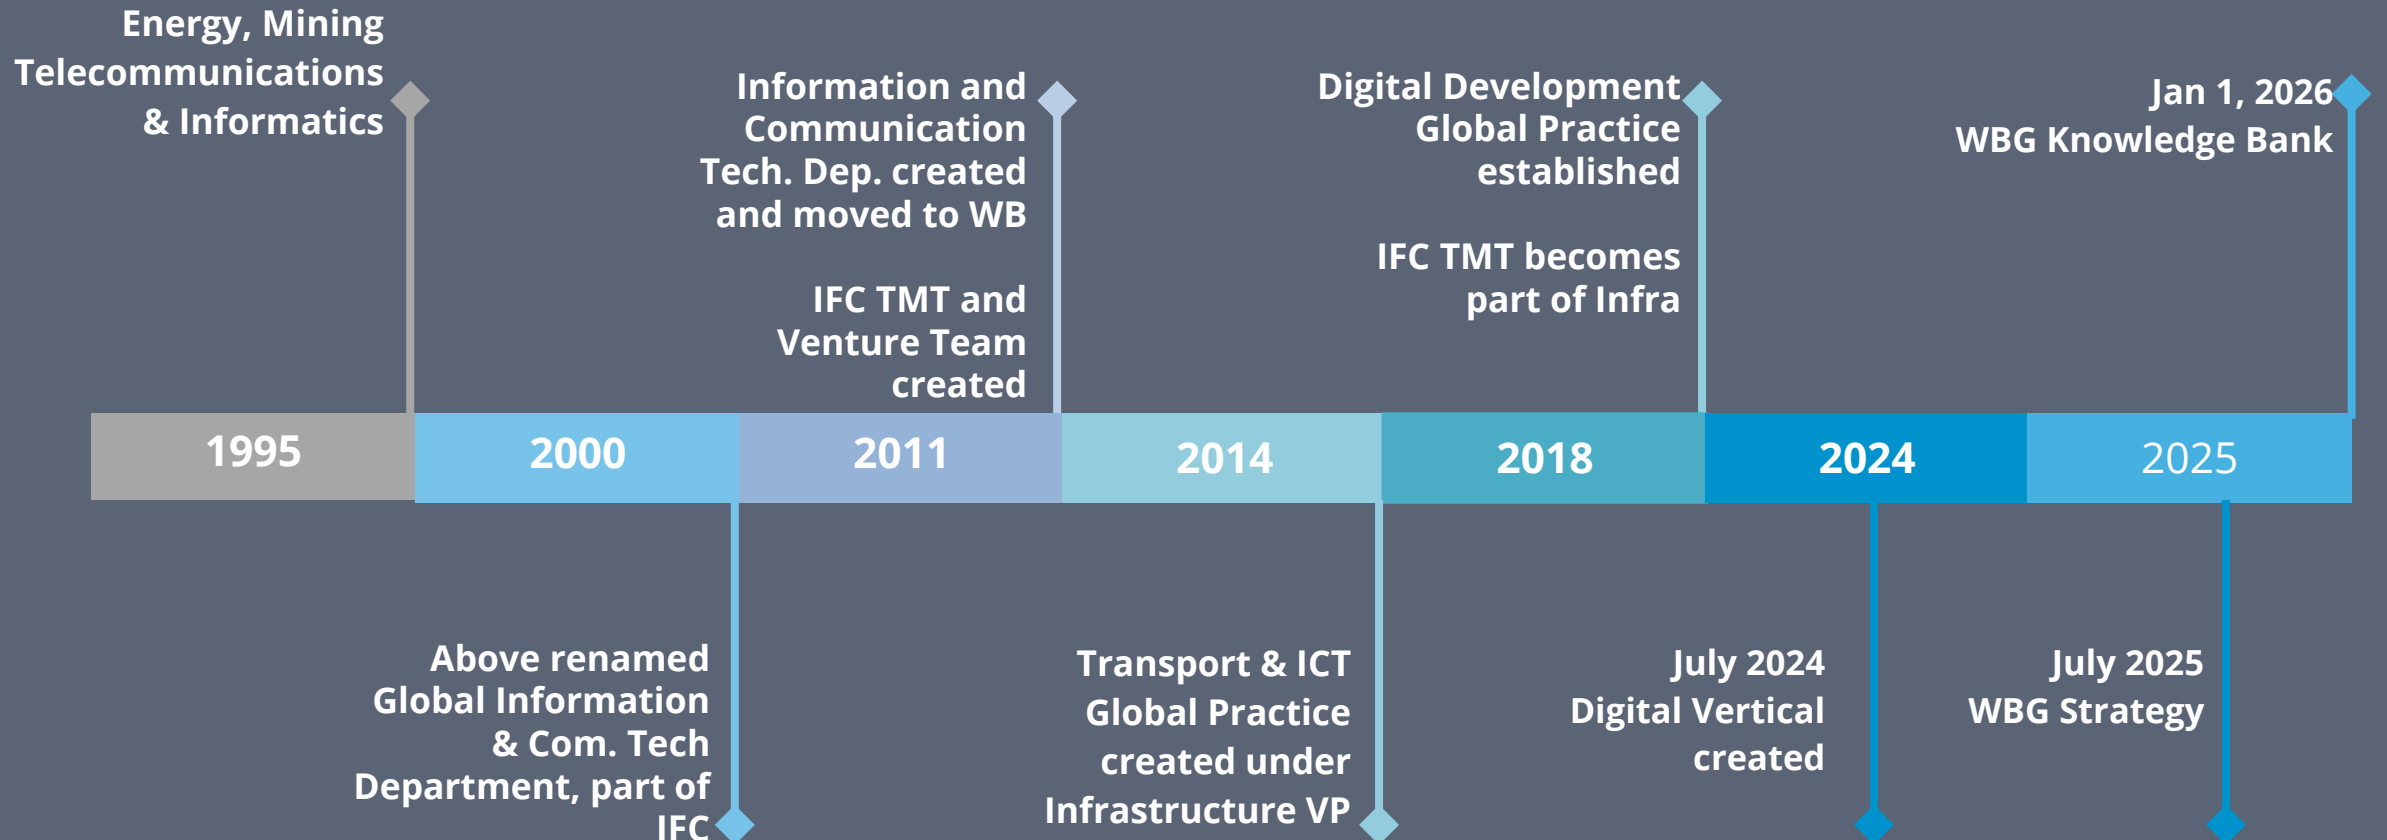 Energy, Mining
Telecommunications
& Informatics
Information and
Communication
Tech. Dep. created
and moved to WB
IFC TMT and
Venture Team
created
Digital Development
Global Practice
established
IFC TMT becomes
part of Infra
Jan 1, 2026
WBG Knowledge Bank
1995
2000
2011
2014
2018
2024
2025
Above renamed
Global Information
& Com. Tech
Department, part of
IFC
Transport & ICT
Global Practice
created under
Infrastructure VP
July 2024
Digital Vertical
created
July 2025
WBG Strategy